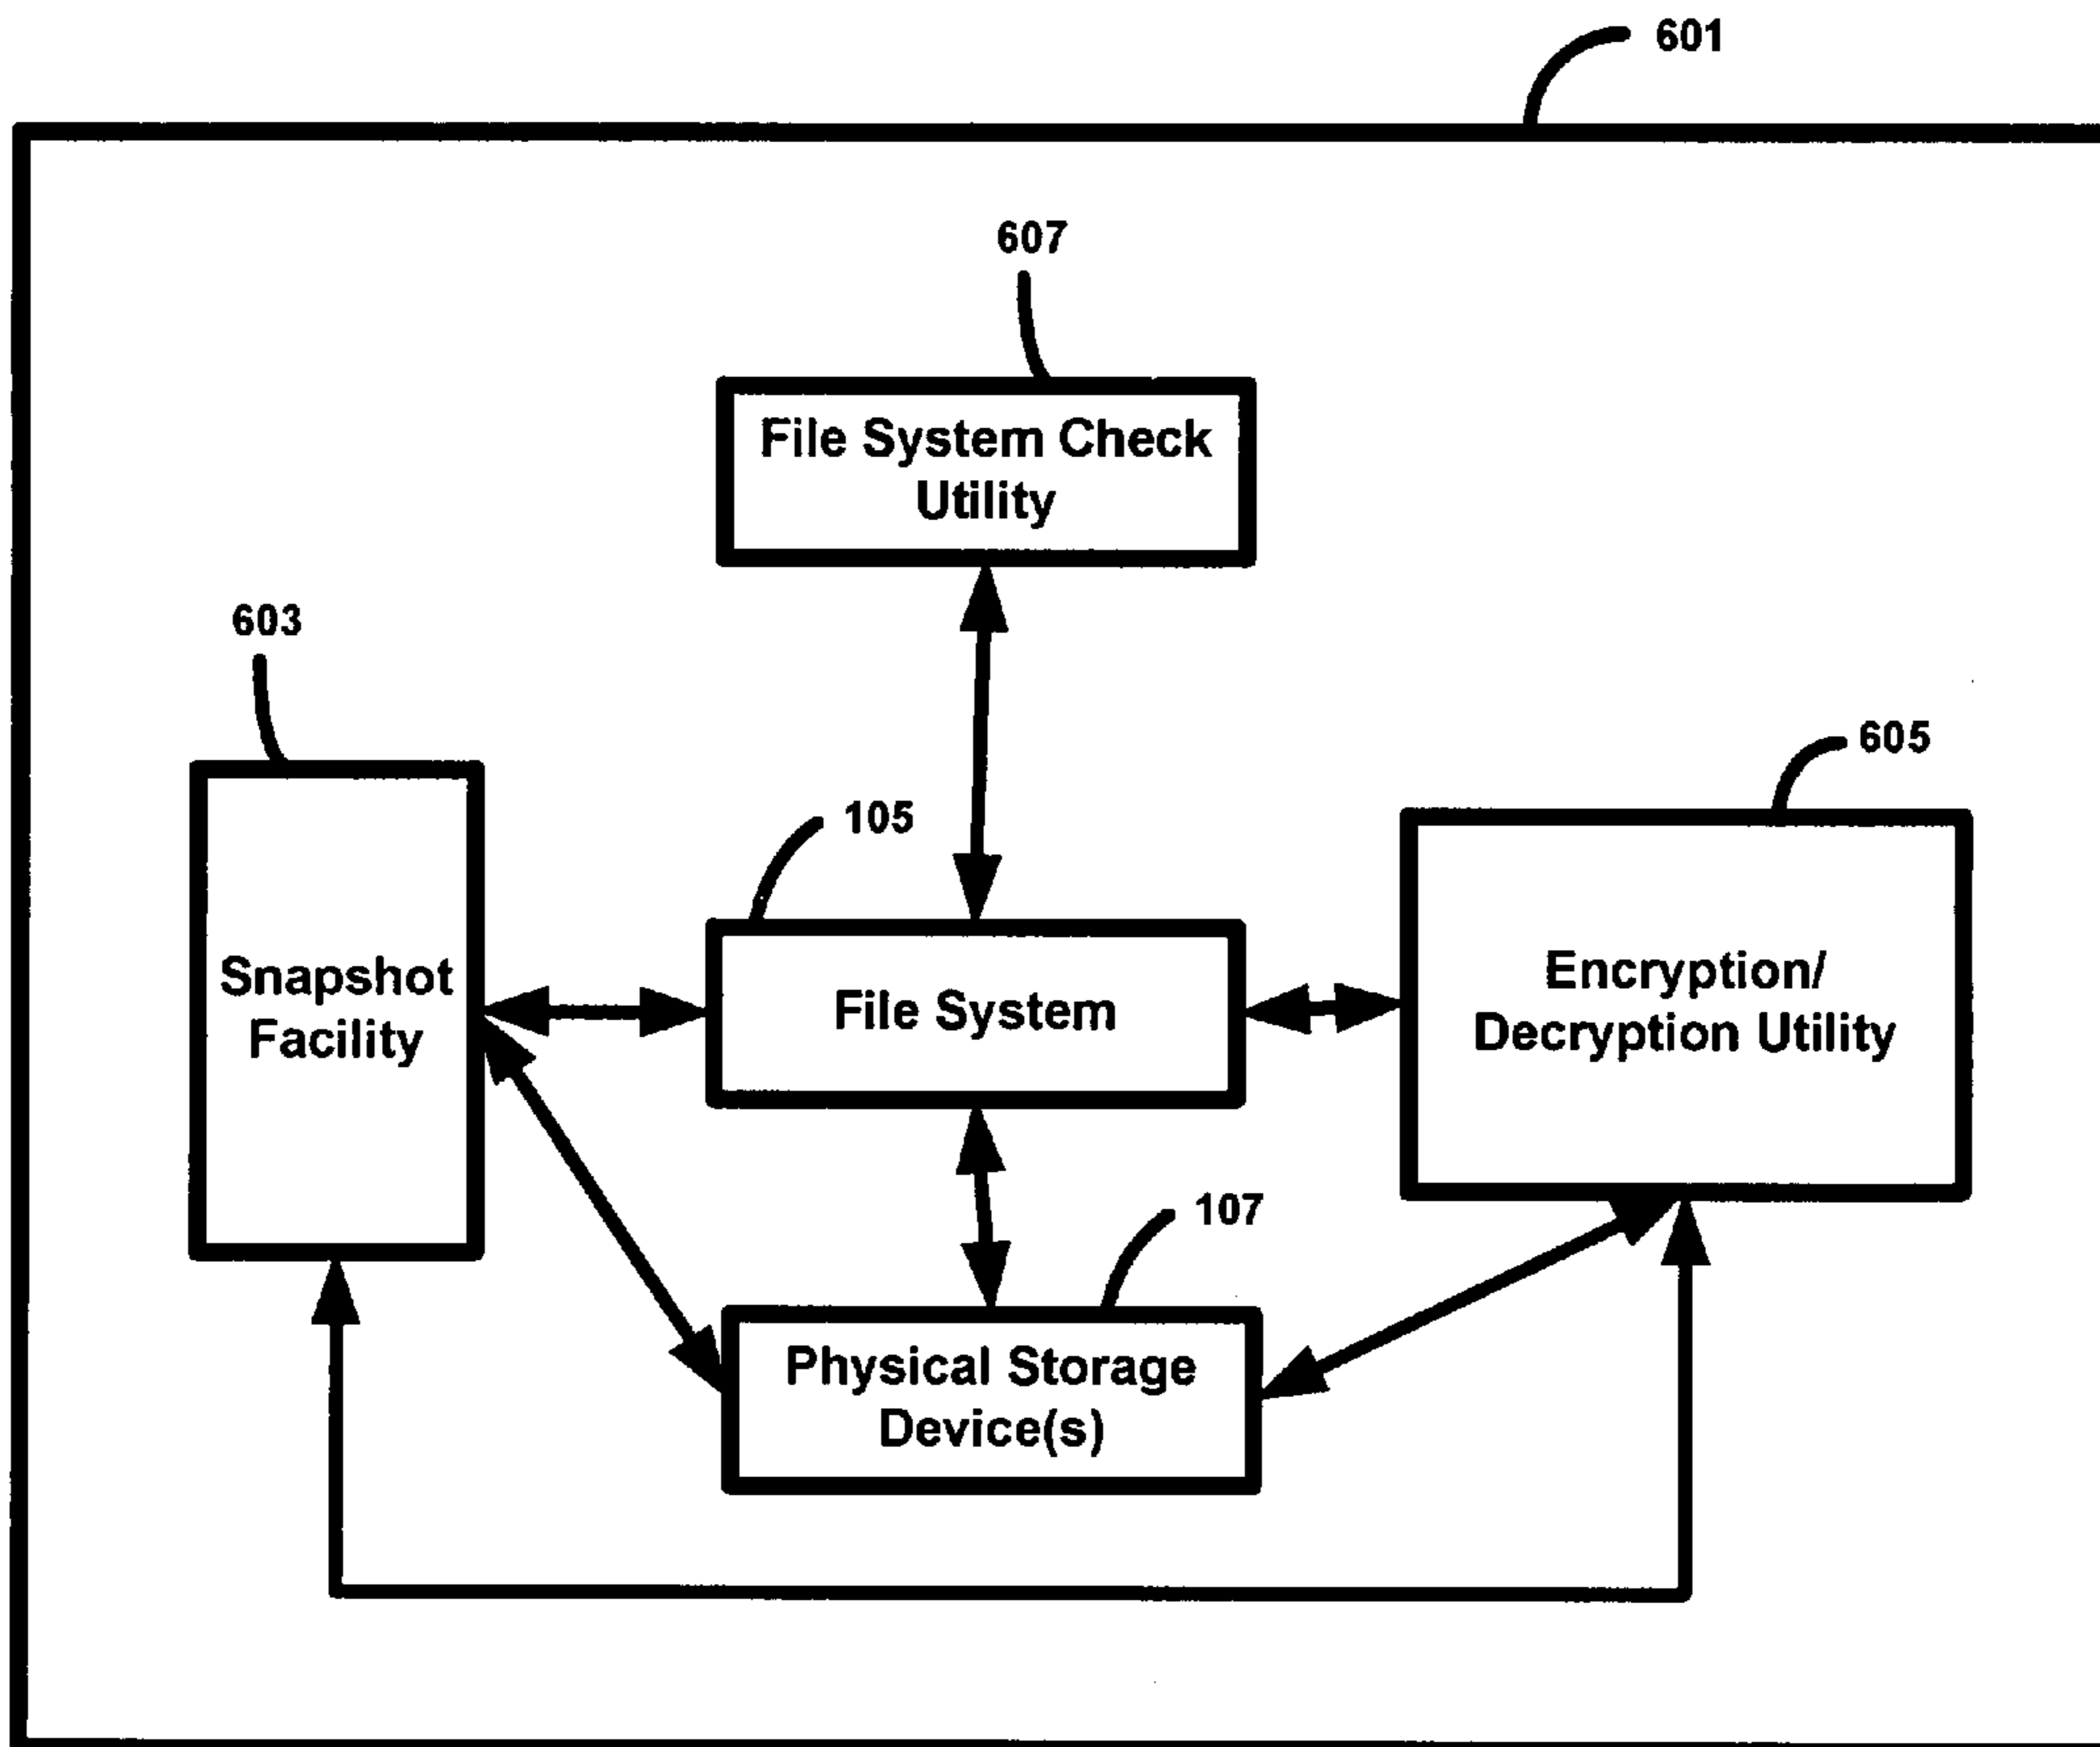 601
607
File System Check
Utility
603
605
105
Snapshot
Facility
File System
Encryption/
Decryption Utility
107
Physical Storage
Device(s)